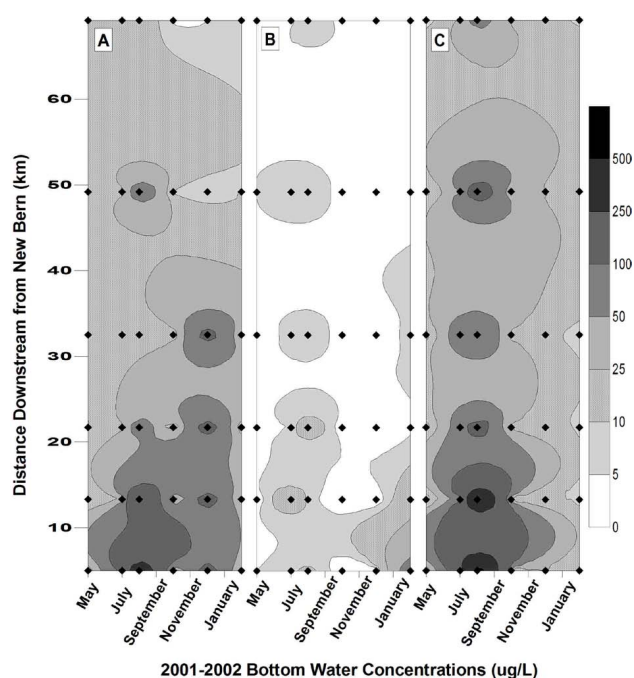 A
B
C
Distance Downstream from New Bern (km)
60
50
40
30
20
10
500
250
100
50
25
10
5
0
May
July
September
November
January
May
July
September
November
January
May
July
September
November
January
2001-2002 Bottom Water Concentrations (ug/L)